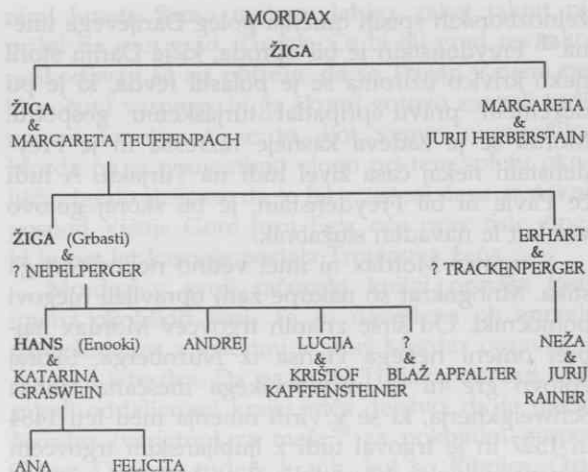 MORDAX
ŽIGA
ŽIGA
&
MARGARETA TEUFFENPACH
MARGARETA
&
JURIJ HERBERSTAIN
ŽIGA (Grbasti)
&
? NEPELPERGER
ERHART
&
? TRACKENPERGER
HANS (Enooki)
&
KATARINA
GRASWEIN
ANDREJ
LUCIJA
&
KRIŠTOF
KAPFFENSTEINER
?
&
BLAŽ APFALTER
NEŽA
&
JURIJ
RAINER
ANA
FELICITA